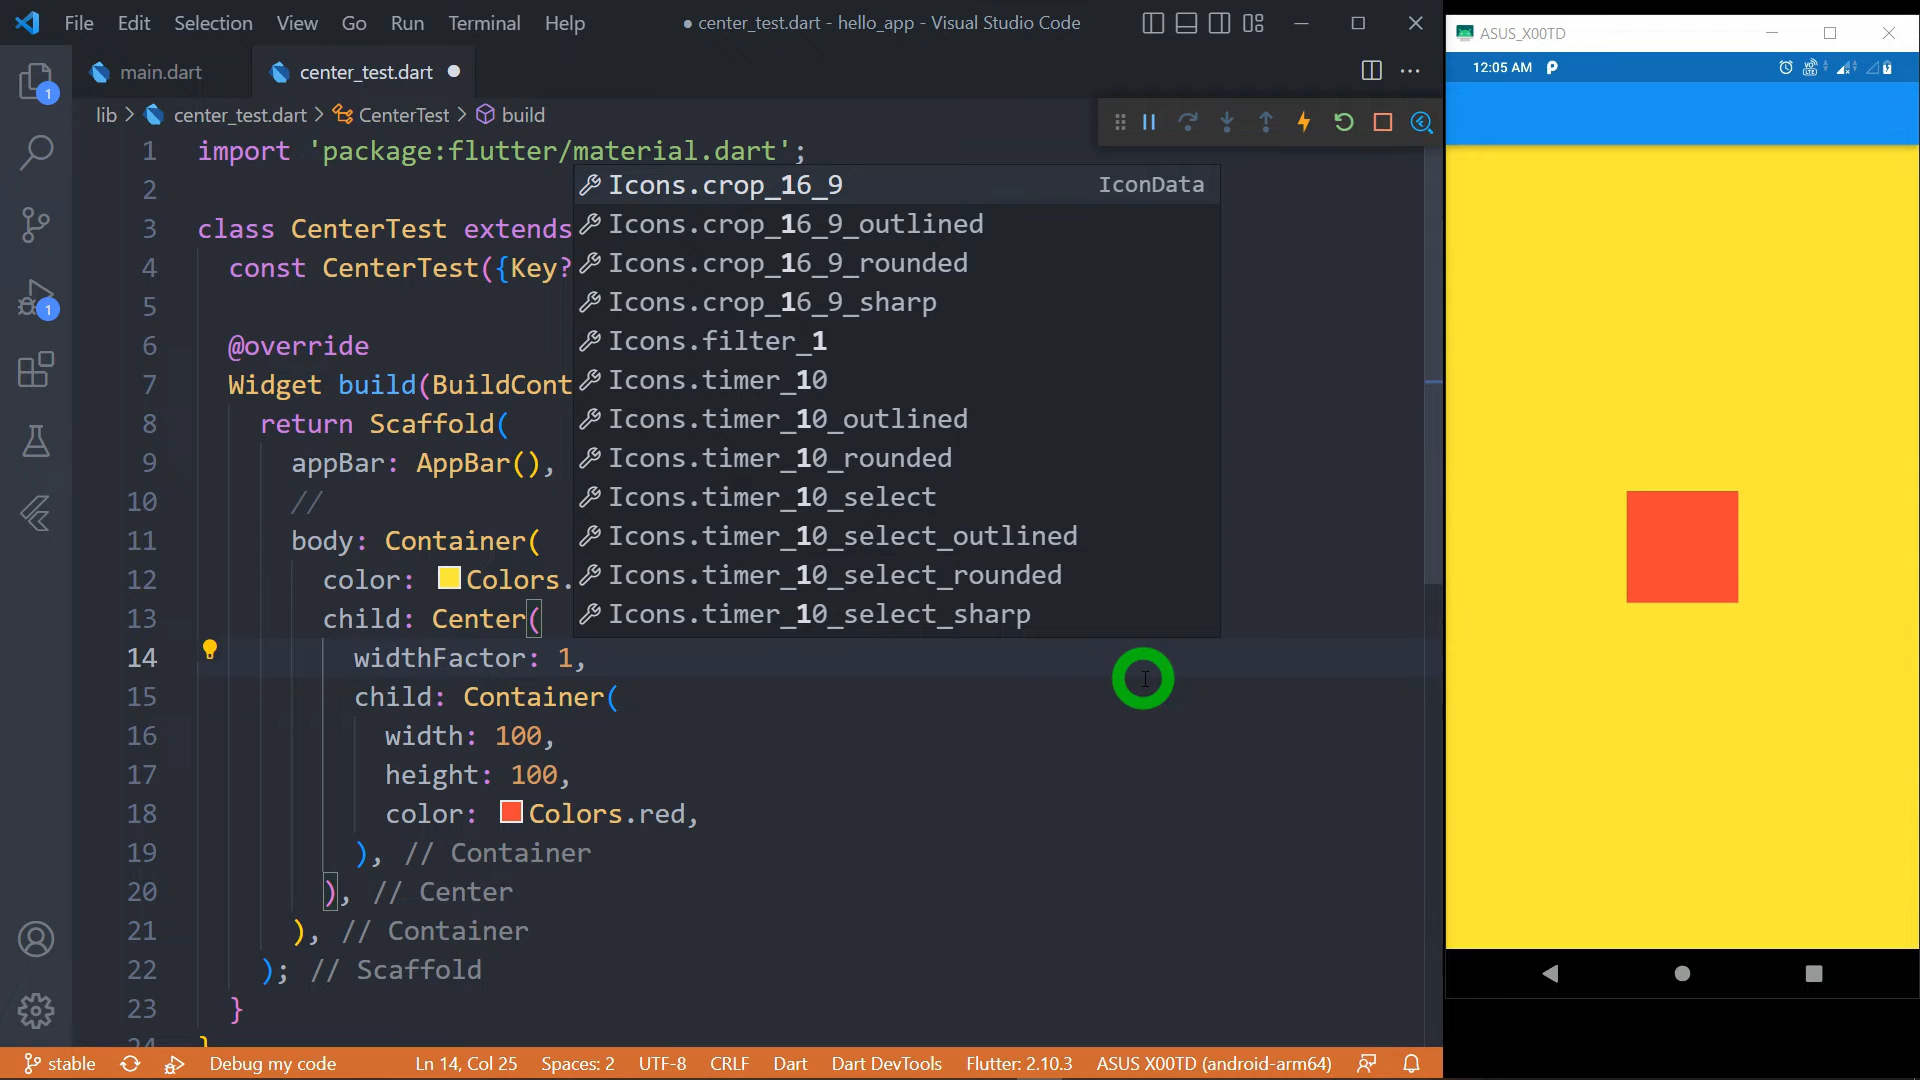 File Edit Selection View Go Run Terminal Help
● center_test.dart - hello_app - Visual Studio Code
ASUS_X00TD
12:05 AM
1
main.dart
center_test.dart
lib > center_test.dart > CenterTest > build
1 import 'package:flutter/material.dart';
2
3 class CenterTest extends
4 const CenterTest({Key?
5
6 @override
7 Widget build(BuildCont
8 return Scaffold(
9 appBar: AppBar(),
10 //
11 body: Container(
12 color: Colors.
13 child: Center(
14 widthFactor: 1,
15 child: Container(
16 width: 100,
17 height: 100,
18 color: Colors.red,
19 ), // Container
20 ), // Center
21 ), // Container
22 ); // Scaffold
23 }
24 }
Icons.crop_16_9 IconData
Icons.crop_16_9_outlined
Icons.crop_16_9_rounded
Icons.crop_16_9_sharp
Icons.filter_1
Icons.timer_10
Icons.timer_10_outlined
Icons.timer_10_rounded
Icons.timer_10_select
Icons.timer_10_select_outlined
Icons.timer_10_select_rounded
Icons.timer_10_select_sharp
1
stable Debug my code Ln 14, Col 25 Spaces: 2 UTF-8 CRLF Dart Dart DevTools Flutter: 2.10.3 ASUS X00TD (android-arm64)